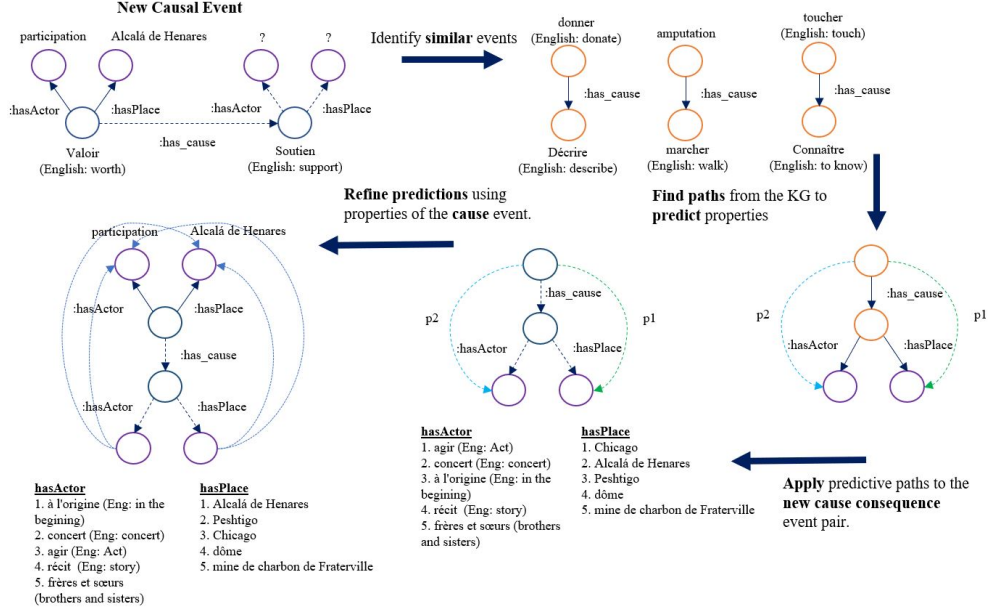 New Causal Event
participation
Alcalá de Henares
?
?
:hasActor
:hasPlace
:hasActor
:hasPlace
:has_cause
Valoir
(English: worth)
Soutien
(English: support)
Identify similar events
donner
(English: donate)
:has_cause
Décrire
(English: describe)
amputation
:has_cause
marcher
(English: walk)
toucher
(English: touch)
:has_cause
Connaître
(English: to know)
Find paths from the KG to
predict properties
:has_cause
p2
p1
:hasActor
:hasPlace
Apply predictive paths to the
new cause consequence
event pair.
:has_cause
p2
p1
:hasActor
:hasPlace
hasActor
1. agir (Eng: Act)
2. concert (Eng: concert)
3. à l'origine (Eng: in the
begining)
4. récit (Eng: story)
5. frères et sœurs (brothers
and sisters)
hasPlace
1. Chicago
2. Alcalá de Henares
3. Peshtigo
4. dôme
5. mine de charbon de Fraterville
Refine predictions using
properties of the cause event.
participation
Alcalá de Henares
:hasActor
:hasPlace
:has_cause
:hasActor
:hasPlace
hasActor
1. à l'origine (Eng: in the
begining)
2. concert (Eng: concert)
3. agir (Eng: Act)
4. récit (Eng: story)
5. frères et sœurs
(brothers and sisters)
hasPlace
1. Alcalá de Henares
2. Peshtigo
3. Chicago
4. dôme
5. mine de charbon de Fraterville